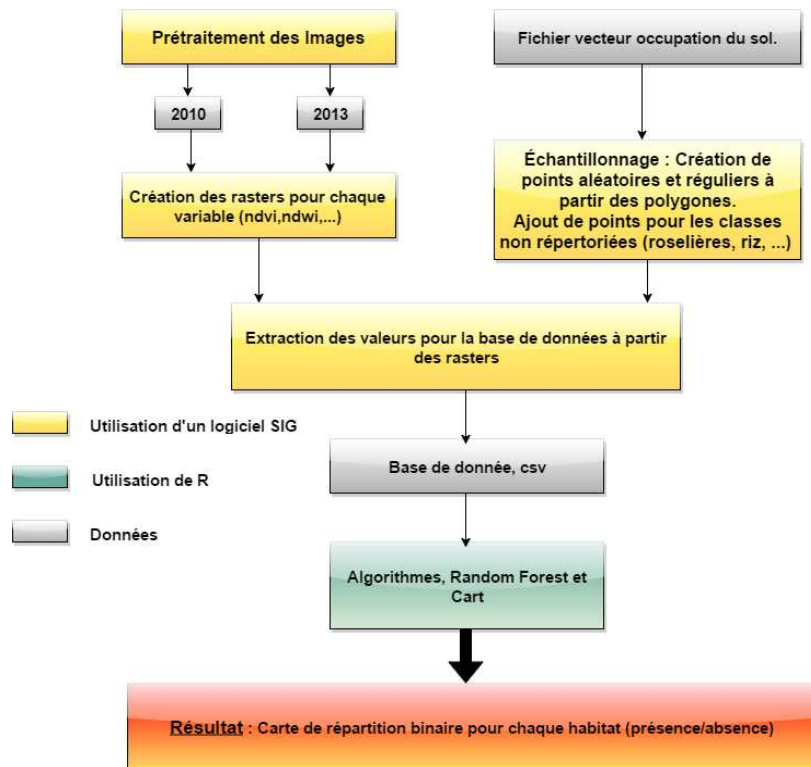 Prétraitement des Images
Fichier vecteur occupation du sol.
2010
2013
Échantillonnage : Création de
points aléatoires et réguliers à
partir des polygones.
Ajout de points pour les classes
non répertoriées (roselières, riz, ...)
Création des rasters pour chaque
variable (ndvi,ndwi,...)
Extraction des valeurs pour la base de données à partir
des rasters
Utilisation d'un logiciel SIG
Utilisation de R
Données
Base de donnée, csv
Algorithmes, Random Forest et
Cart
Résultat : Carte de répartition binaire pour chaque habitat (présence/absence)